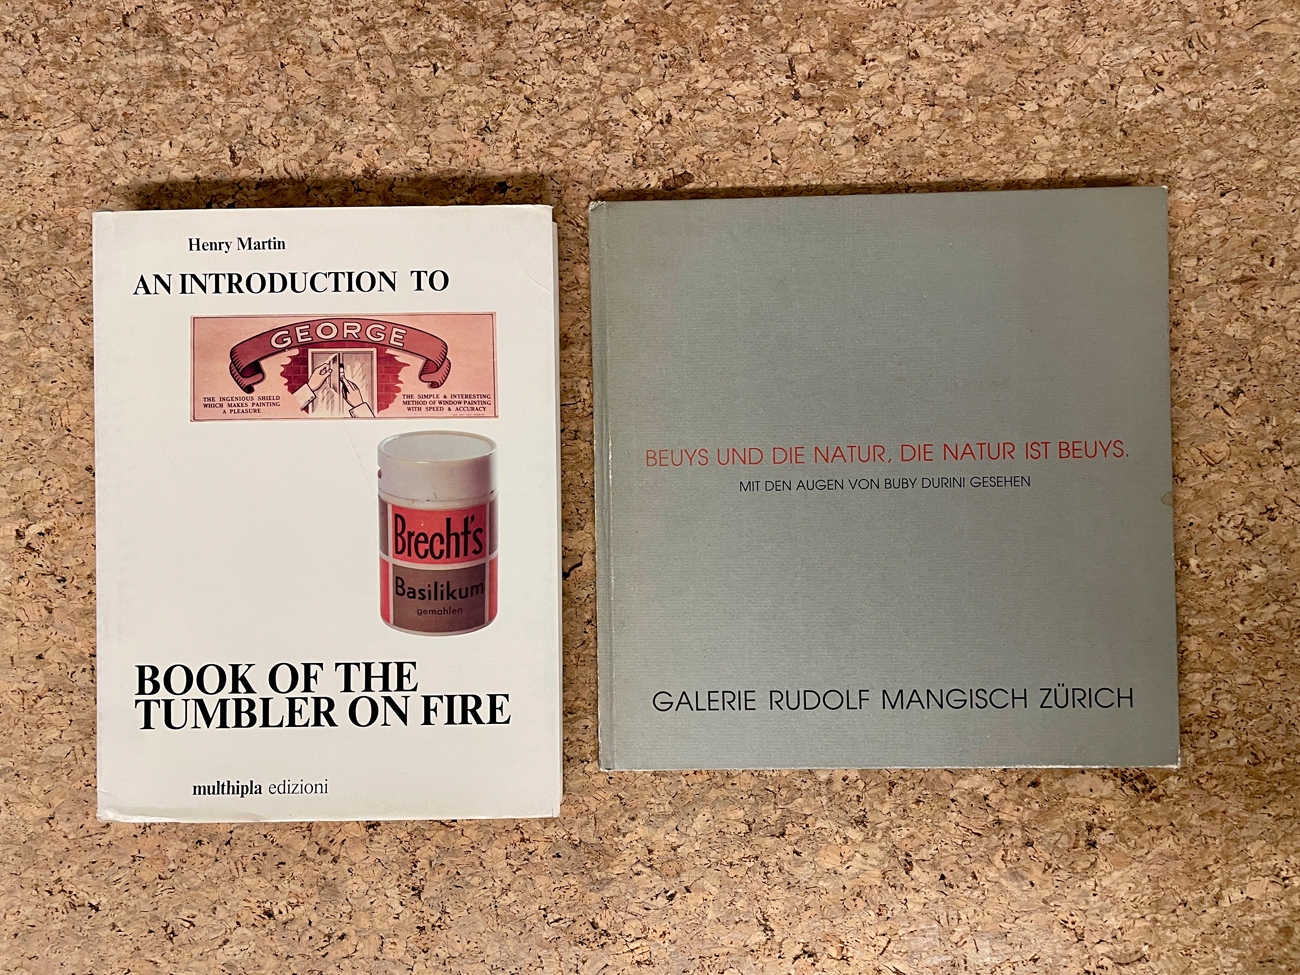 Henry Martin
AN INTRODUCTION TO
GEORGE
THE INGENIOUS SHIELD
WHICH MAKES PAINTING
A PLEASURE
THE SIMPLE & INTERESTING
METHOD OF WINDOW PAINTING
WITH SPEED & ACCURACY
Brecht's
Basilikum
gemahlen
BOOK OF THE
TUMBLER ON FIRE
multhipla edizioni
BEUYS UND DIE NATUR, DIE NATUR IST BEUYS.
MIT DEN AUGEN VON BUBY DURINI GESEHEN
GALERIE RUDOLF MANGISCH ZÜRICH